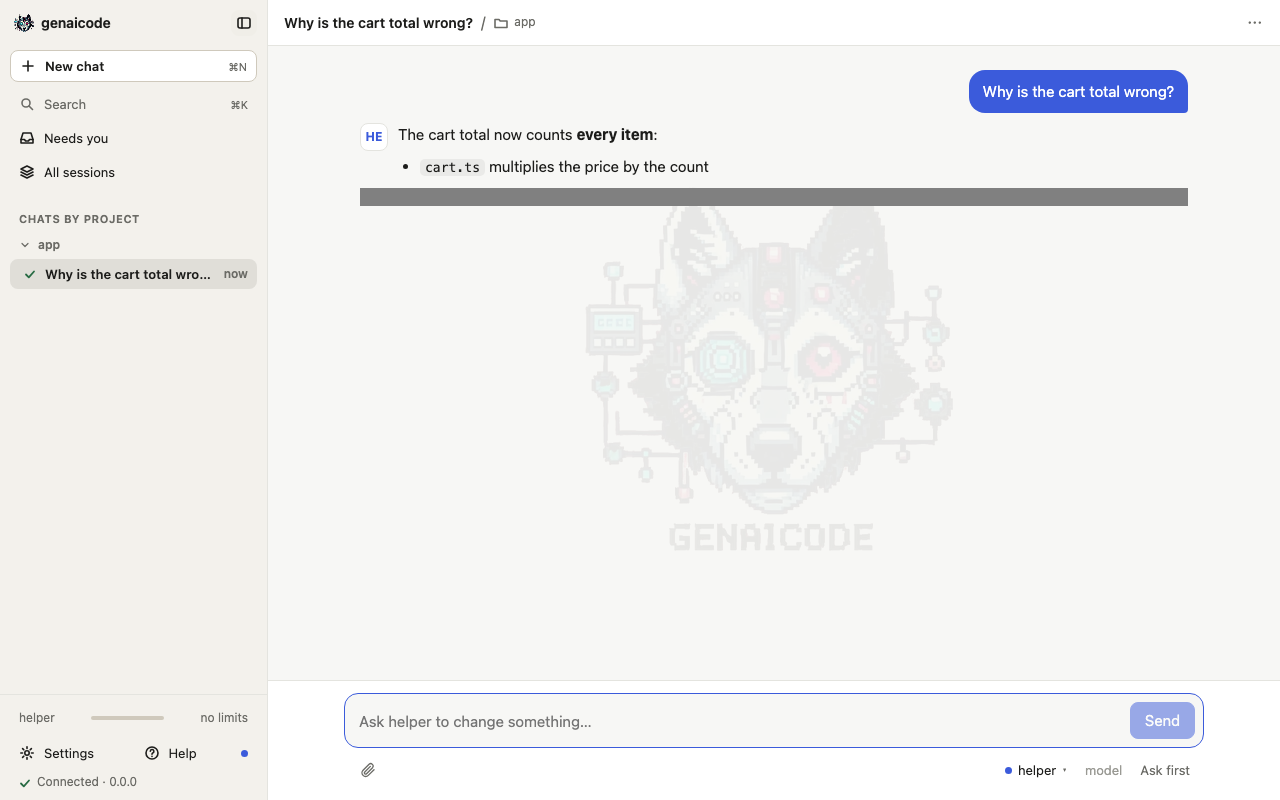 genaicode
New chat ⌘N
Search ⌘K
Needs you
All sessions
CHATS BY PROJECT
app
Why is the cart total wro... now
helper no limits
Settings Help
Connected · 0.0.0
Why is the cart total wrong? / app
Why is the cart total wrong?
HE The cart total now counts every item:
• cart.ts multiplies the price by the count
GENAICODE
Ask helper to change something... Send
helper model Ask first